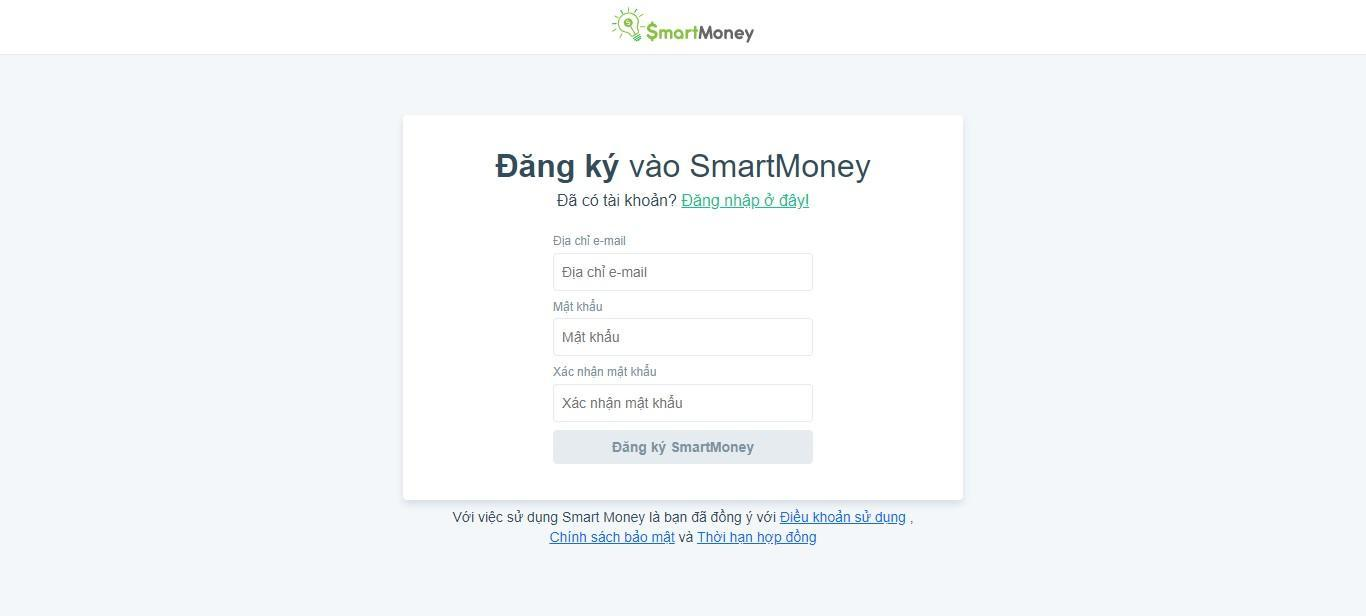 $martMoney
Đăng ký vào SmartMoney
Đã có tài khoản? Đăng nhập ở đây!
Địa chỉ e-mail
Địa chỉ e-mail
Mật khẩu
Mật khẩu
Xác nhận mật khẩu
Xác nhận mật khẩu
Đăng ký SmartMoney
Với việc sử dụng Smart Money là bạn đã đồng ý với Điều khoản sử dụng ,
Chính sách bảo mật và Thời hạn hợp đồng